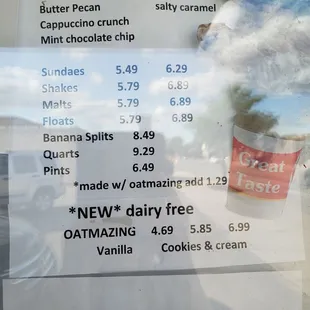 Butter Pecan salty caramel
Cappuccino crunch
Mint chocolate chip
Sundaes 5.49 6.29
Shakes 5.79 6.89
Malts 5.79 6.89
Floats 5.79 6.89
Banana Splits 8.49
Quarts 9.29
Pints 6.49
*made w/ oatmazing add 1.29
Great
Taste
*NEW* dairy free
OATMAZING 4.69 5.85 6.99
Vanilla Cookies & cream